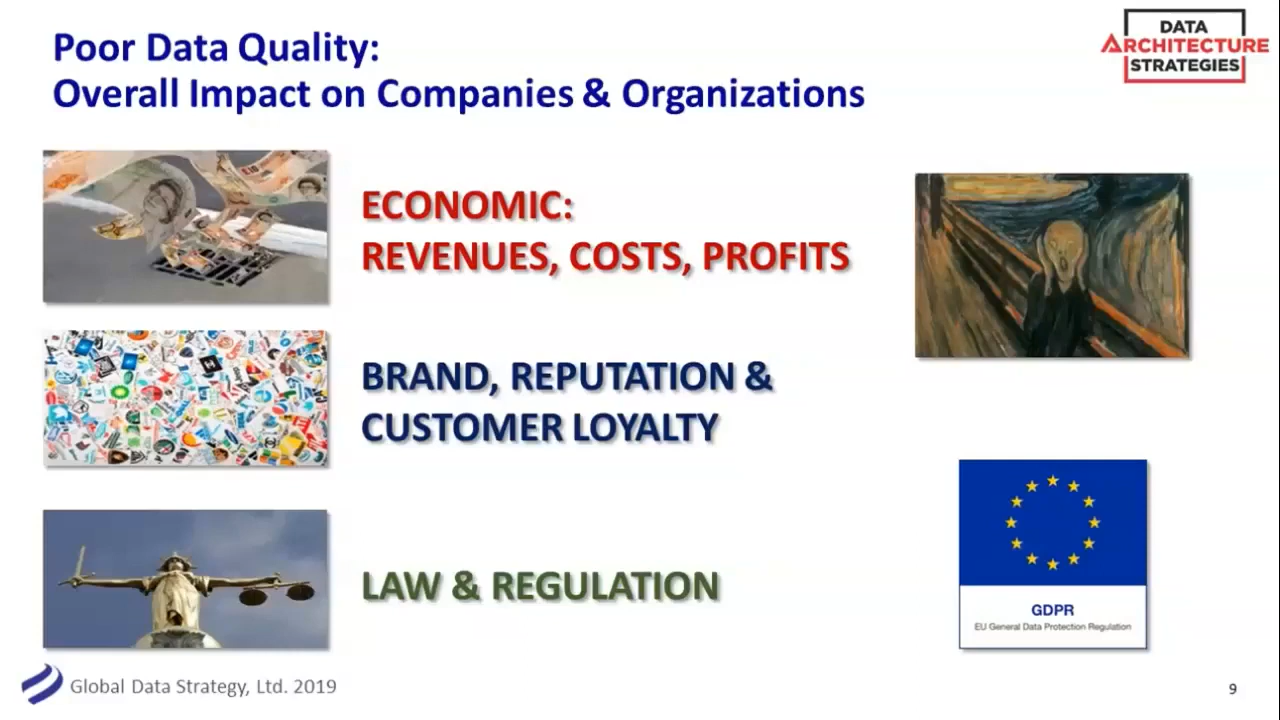 Poor Data Quality:
Overall Impact on Companies & Organizations
DATA
ARCHITECTURE
STRATEGIES
ECONOMIC:
REVENUES, COSTS, PROFITS
BRAND, REPUTATION &
CUSTOMER LOYALTY
LAW & REGULATION
GDPR
EU General Data Protection Regulation
Global Data Strategy, Ltd. 2019
9